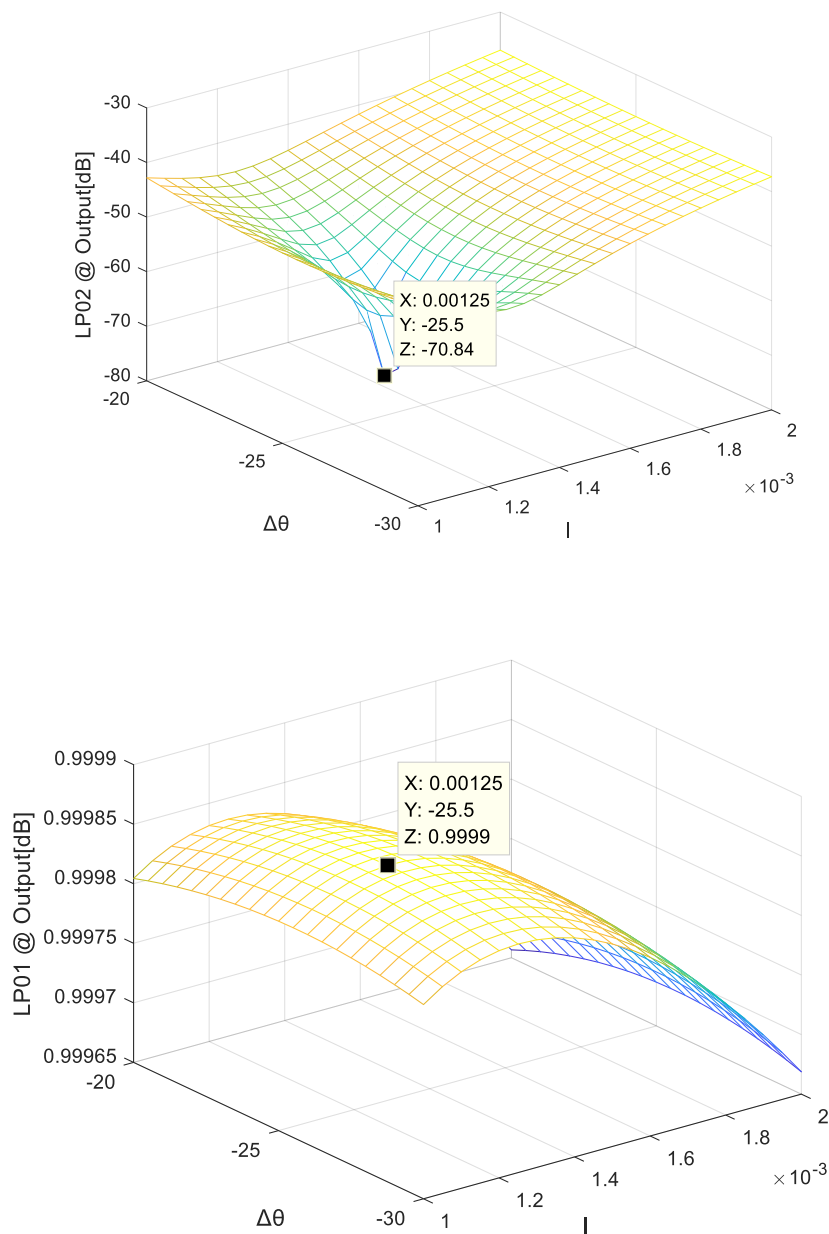 -30
-40
-50
-60
-70
-80
LP02 @ Output[dB]
X: 0.00125
Y: -25.5
Z: -70.84
-20
-25
-30
Δθ
1
1.2
1.4
1.6
1.8
2
×10-3
l
0.9999
0.99985
0.9998
0.99975
0.9997
0.99965
LP01 @ Output[dB]
X: 0.00125
Y: -25.5
Z: 0.9999
-20
-25
-30
Δθ
1
1.2
1.4
1.6
1.8
2
×10-3
l